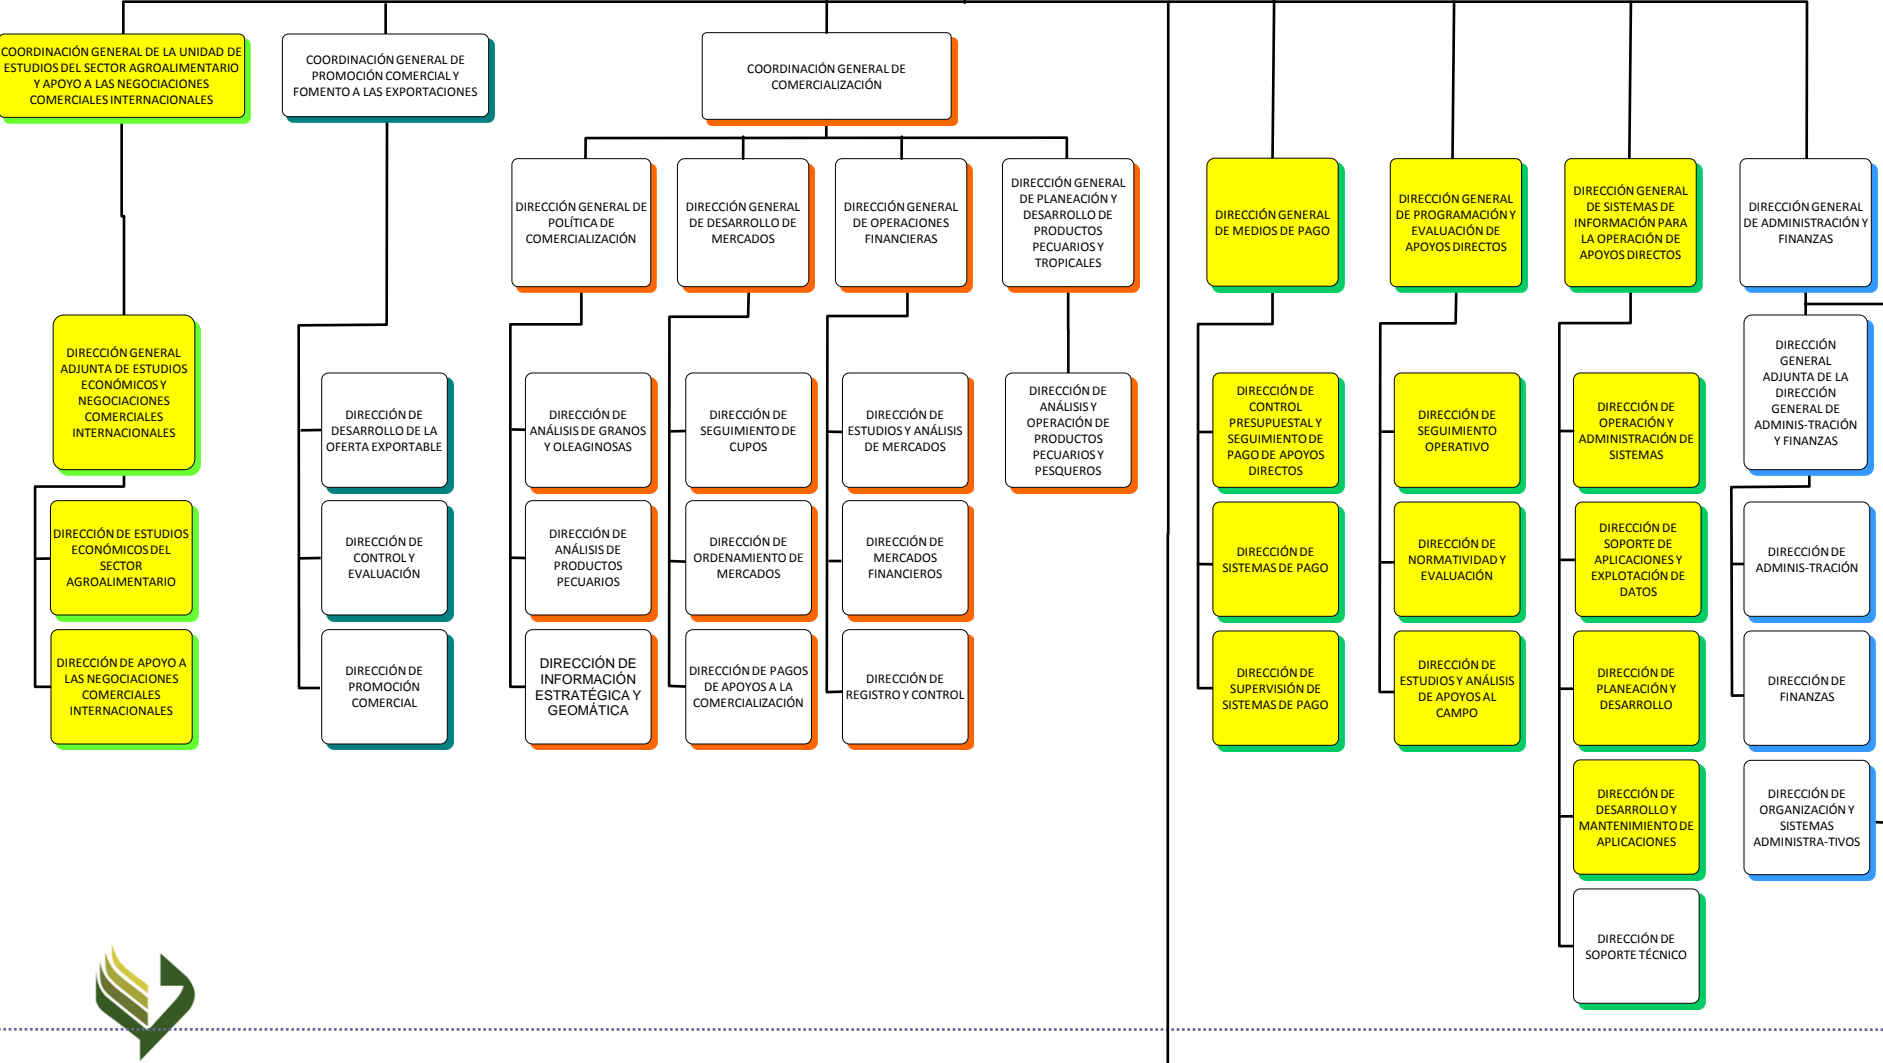 COORDINACIÓN GENERAL DE LA UNIDAD DE
ESTUDIOS DEL SECTOR AGROALIMENTARIO
Y APOYO A LAS NEGOCIACIONES
COMERCIALES INTERNACIONALES
COORDINACIÓN GENERAL DE
PROMOCIÓN COMERCIAL Y
FOMENTO A LAS EXPORTACIONES
COORDINACIÓN GENERAL DE
COMERCIALIZACIÓN
DIRECCIÓN GENERAL DE
POLÍTICA DE
COMERCIALIZACIÓN
DIRECCIÓN GENERAL
DE DESARROLLO DE
MERCADOS
DIRECCIÓN GENERAL
DE OPERACIONES
FINANCIERAS
DIRECCIÓN GENERAL
DE PLANEACIÓN Y
DESARROLLO DE
PRODUCTOS
PECUARIOS Y
TROPICALES
DIRECCIÓN GENERAL
DE MEDIOS DE PAGO
DIRECCIÓN GENERAL
DE PROGRAMACIÓN Y
EVALUACIÓN DE
APOYOS DIRECTOS
DIRECCIÓN GENERAL
DE SISTEMAS DE
INFORMACIÓN PARA
LA OPERACIÓN DE
APOYOS DIRECTOS
DIRECCIÓN GENERAL
DE ADMINISTRACIÓN Y
FINANZAS
DIRECCIÓN GENERAL
ADJUNTA DE ESTUDIOS
ECONÓMICOS Y
NEGOCIACIONES
COMERCIALES
INTERNACIONALES
DIRECCIÓN
GENERAL
ADJUNTA DE LA
DIRECCIÓN
GENERAL DE
ADMINIS-TRACIÓN
Y FINANZAS
DIRECCIÓN DE
DESARROLLO DE LA
OFERTA EXPORTABLE
DIRECCIÓN DE
ANÁLISIS DE GRANOS
Y OLEAGINOSAS
DIRECCIÓN DE
SEGUIMIENTO DE
CUPOS
DIRECCIÓN DE
ESTUDIOS Y ANÁLISIS
DE MERCADOS
DIRECCIÓN DE
ANÁLISIS Y
OPERACIÓN DE
PRODUCTOS
PECUARIOS Y
PESQUEROS
DIRECCIÓN DE
CONTROL
PRESUPUESTAL Y
SEGUIMIENTO DE
PAGO DE APOYOS
DIRECTOS
DIRECCIÓN DE
SEGUIMIENTO
OPERATIVO
DIRECCIÓN DE
OPERACIÓN Y
ADMINISTRACIÓN DE
SISTEMAS
DIRECCIÓN DE ESTUDIOS
ECONÓMICOS DEL
SECTOR
AGROALIMENTARIO
DIRECCIÓN DE
CONTROL Y
EVALUACIÓN
DIRECCIÓN DE
ANÁLISIS DE
PRODUCTOS
PECUARIOS
DIRECCIÓN DE
ORDENAMIENTO DE
MERCADOS
DIRECCIÓN DE
MERCADOS
FINANCIEROS
DIRECCIÓN DE
SISTEMAS DE PAGO
DIRECCIÓN DE
NORMATIVIDAD Y
EVALUACIÓN
DIRECCIÓN DE
SOPORTE DE
APLICACIONES Y
EXPLOTACIÓN DE
DATOS
DIRECCIÓN DE
ADMINIS-TRACIÓN
DIRECCIÓN DE APOYO A
LAS NEGOCIACIONES
COMERCIALES
INTERNACIONALES
DIRECCIÓN DE
PROMOCIÓN
COMERCIAL
DIRECCIÓN DE
INFORMACIÓN
ESTRATÉGICA Y
GEOMÁTICA
DIRECCIÓN DE PAGOS
DE APOYOS A LA
COMERCIALIZACIÓN
DIRECCIÓN DE
REGISTRO Y CONTROL
DIRECCIÓN DE
SUPERVISIÓN DE
SISTEMAS DE PAGO
DIRECCIÓN DE
ESTUDIOS Y ANÁLISIS
DE APOYOS AL
CAMPO
DIRECCIÓN DE
PLANEACIÓN Y
DESARROLLO
DIRECCIÓN DE
FINANZAS
DIRECCIÓN DE
DESARROLLO Y
MANTENIMIENTO DE
APLICACIONES
DIRECCIÓN DE
ORGANIZACIÓN Y
SISTEMAS
ADMINISTRA-TIVOS
DIRECCIÓN DE
SOPORTE TÉCNICO